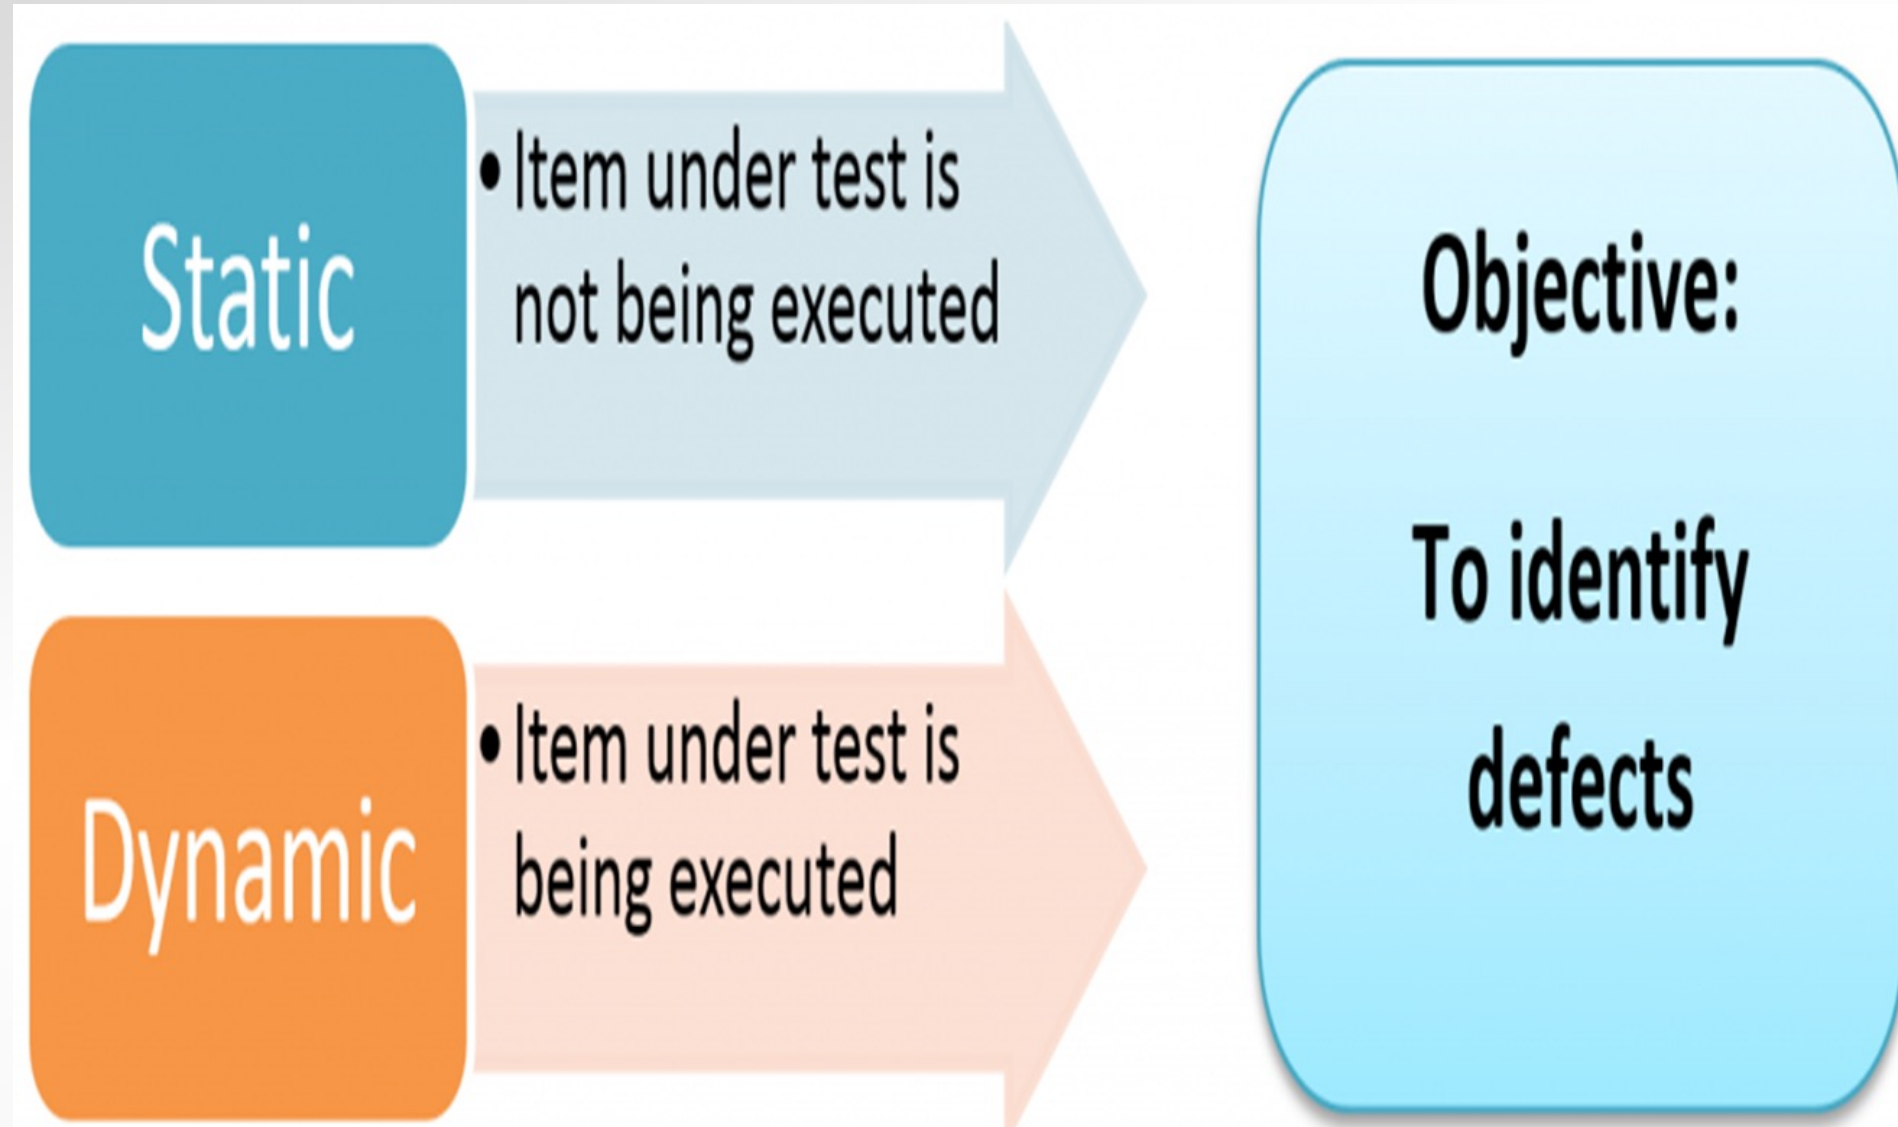 Static
• Item under test is
not being executed
Dynamic
• Item under test is
being executed
Objective:
To identify
defects